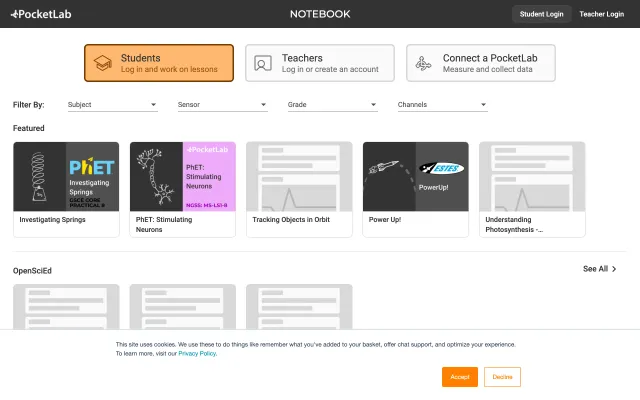 PocketLab
NOTEBOOK
Student Login
Teacher Login
Students
Log in and work on lessons
Teachers
Log in or create an account
Connect a PocketLab
Measure and collect data
Filter By:
Subject
Sensor
Grade
Channels
Featured
PhET
Investigating
Springs
GSCE CORE
PRACTICAL 6
Investigating Springs
PocketLab
PhET:
Stimulating
Neurons
NGSS: MS-LS1-8
PhET: Stimulating
Neurons
Tracking Objects in Orbit
ESTES
PowerUp!
Power Up!
Understanding
Photosynthesis -...
OpenSciEd
See All
This site uses cookies. We use these to do things like remember what you've added to your basket, offer chat support, and optimize your experience.
To learn more, visit our Privacy Policy.
Accept
Decline